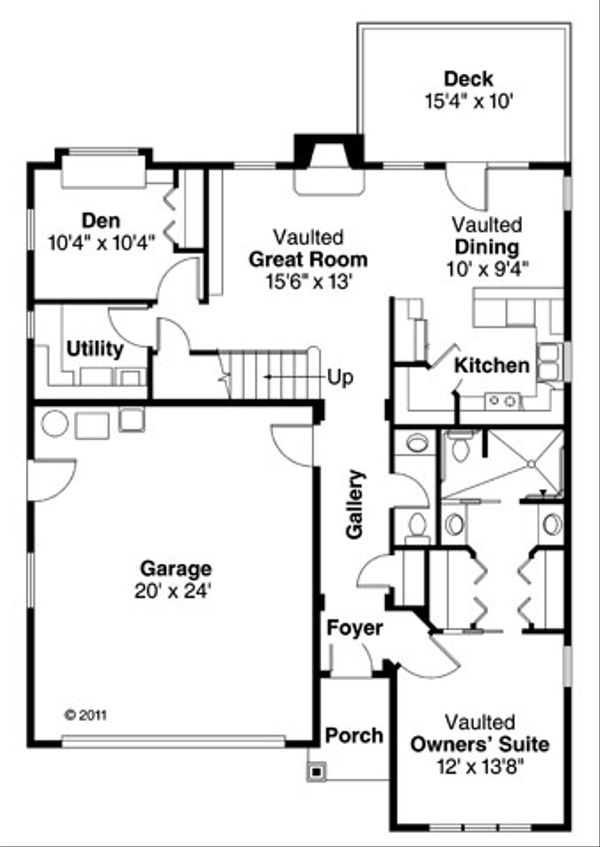 Deck
15'4" x 10'
Den
10'4" x 10'4"
Vaulted
Great Room
15'6" x 13'
Vaulted
Dining
10' x 9'4"
Utility
Up
Kitchen
Gallery
Garage
20' x 24'
Foyer
© 2011
Porch
Vaulted
Owners' Suite
12' x 13'8"